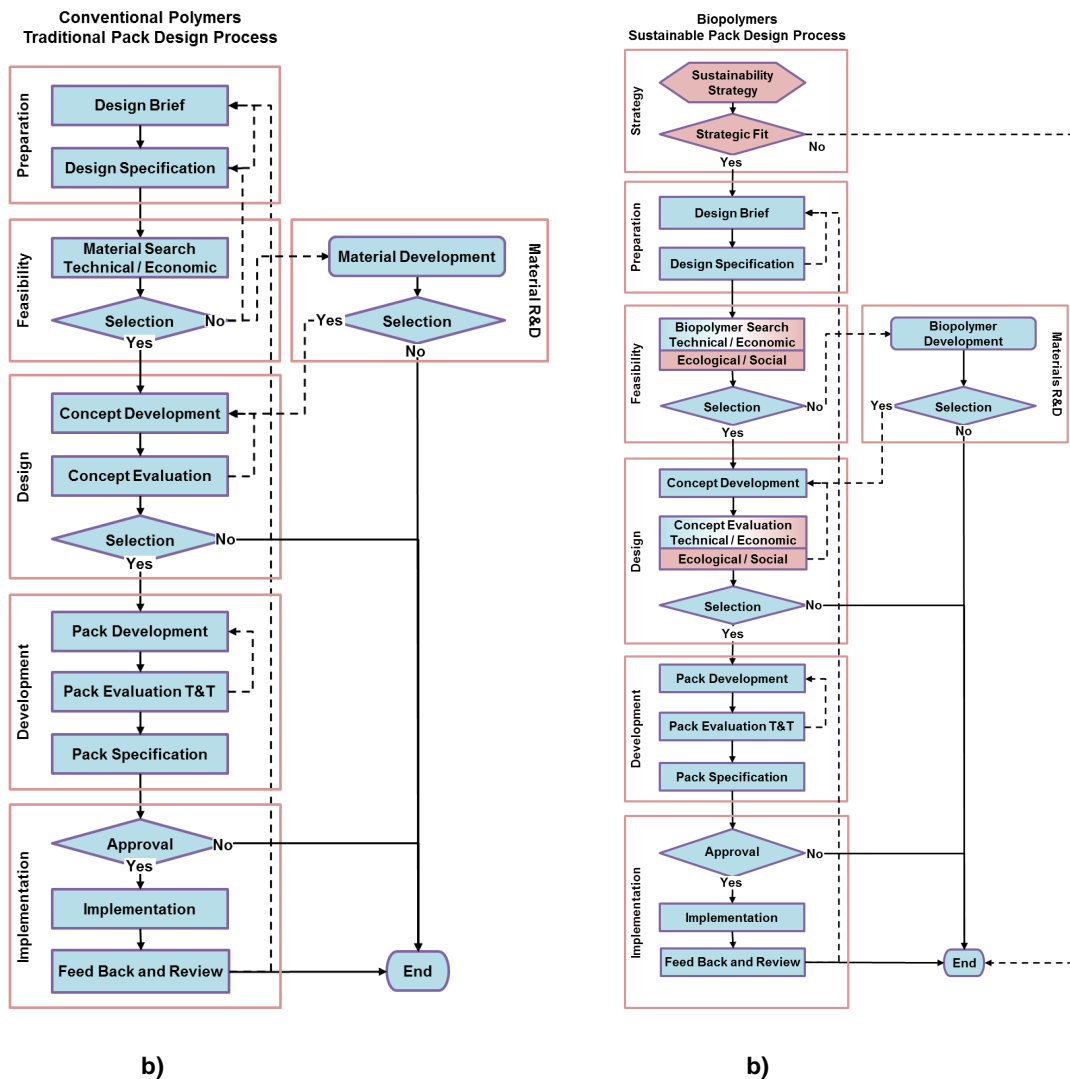 Conventional Polymers
Traditional Pack Design Process
Preparation
Design Brief
Design Specification
Feasibility
Material Search
Technical / Economic
Selection
No
Yes
Material R&D
Material Development
Selection
Yes
No
Design
Concept Development
Concept Evaluation
Selection
No
Yes
Development
Pack Development
Pack Evaluation T&T
Pack Specification
Implementation
Approval
No
Yes
Implementation
Feed Back and Review
End
b)
Biopolymers
Sustainable Pack Design Process
Strategy
Sustainability
Strategy
Strategic Fit
No
Yes
Preparation
Design Brief
Design Specification
Feasibility
Biopolymer Search
Technical / Economic
Ecological / Social
Selection
No
Yes
Materials R&D
Biopolymer
Development
Selection
Yes
No
Design
Concept Development
Concept Evaluation
Technical / Economic
Ecological / Social
Selection
No
Yes
Development
Pack Development
Pack Evaluation T&T
Pack Specification
Implementation
Approval
No
Yes
Implementation
Feed Back and Review
End
b)